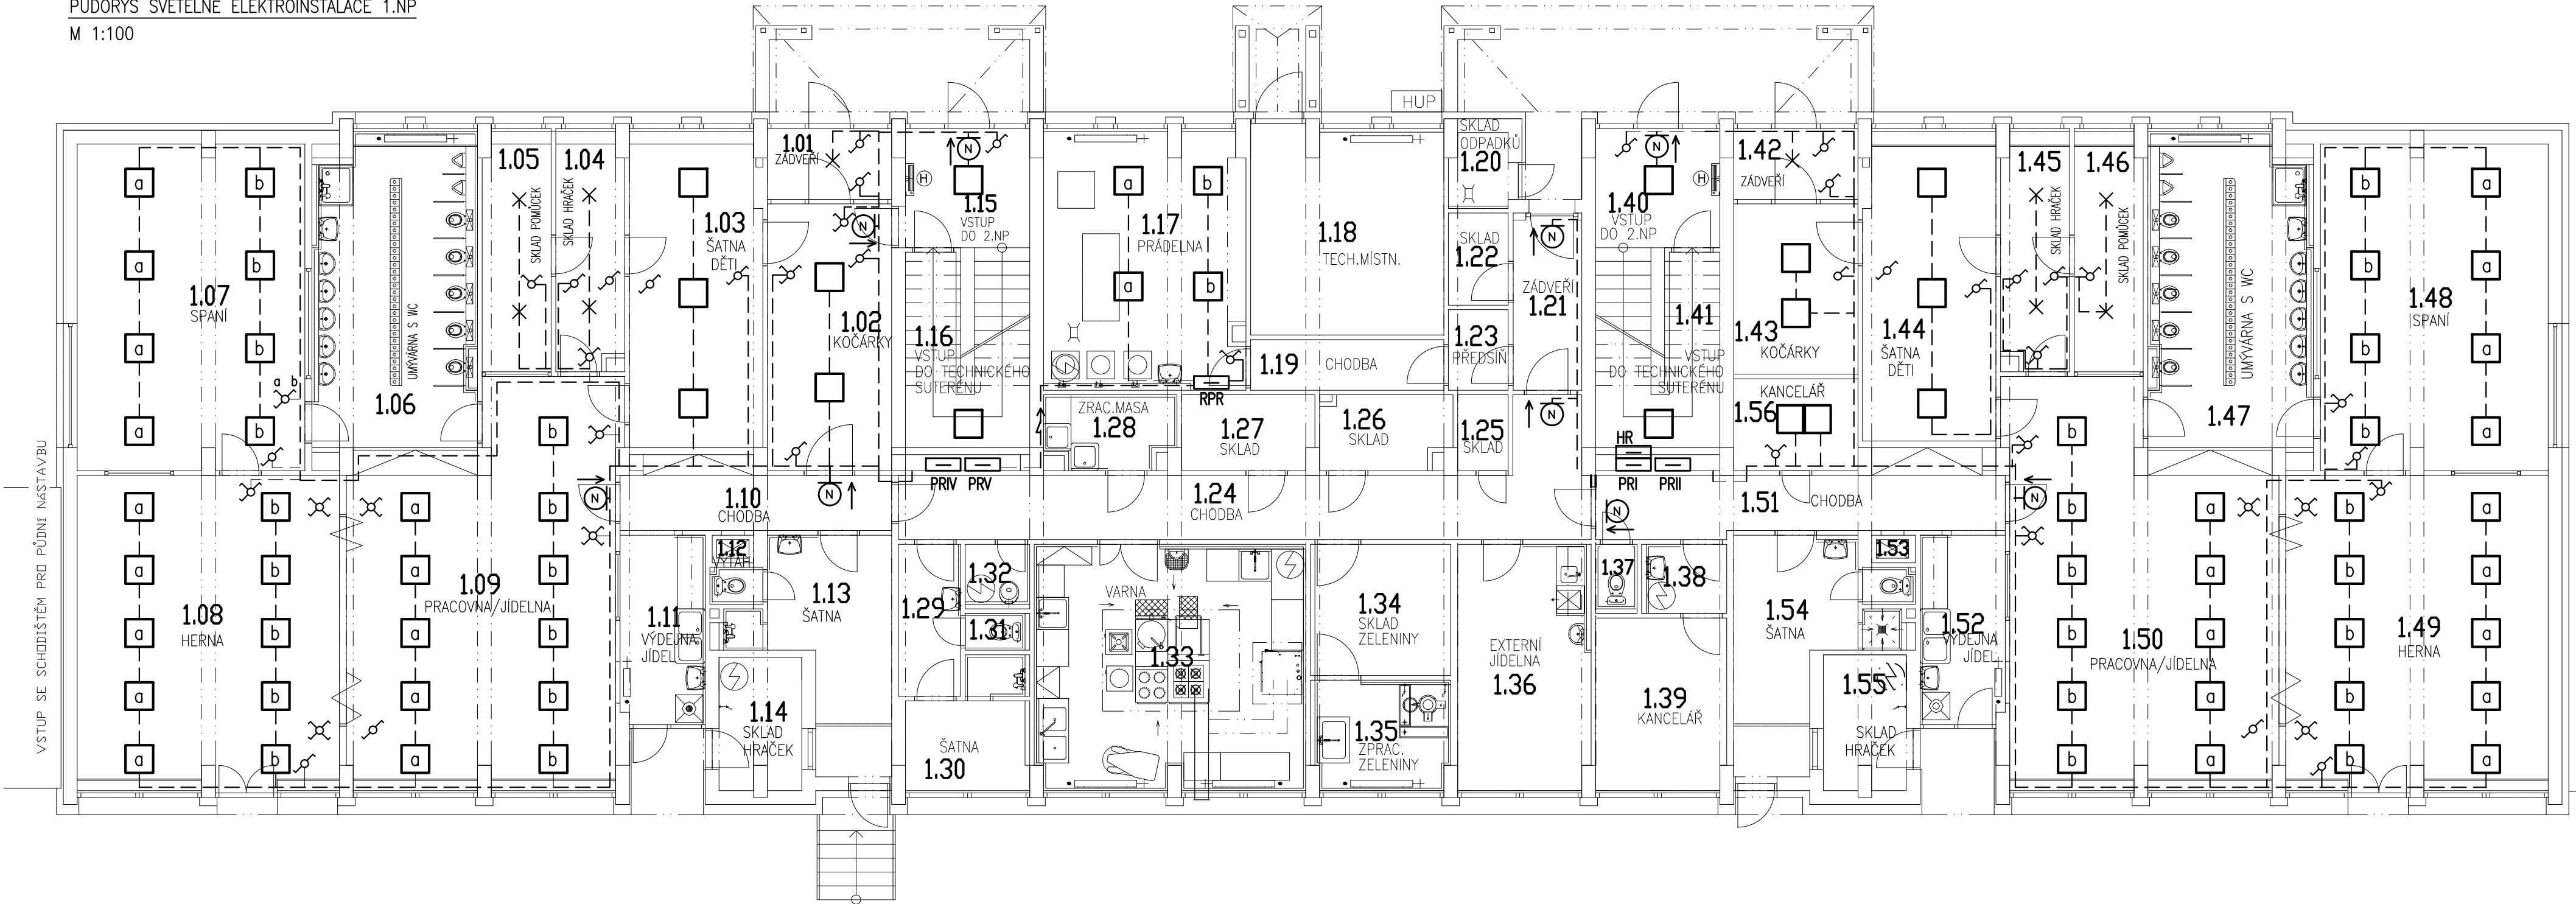 PŮDORYS SVĚTELNÉ ELEKTROINSTALACE 1.NP
M 1:100
HUP
VSTUP SE SCHODIŠTĚM PRO PŮDNÍ NÁSTAVBU
1.01
ZÁDVEŘÍ
1.02
KOČÁRKY
1.03
ŠATNA
DĚTI
1.04
SKLAD HRAČEK
1.05
SKLAD POMŮCEK
1.06
UMÝVÁRNA S WC
1.07
SPANÍ
a b
1.08
HERNA
1.09
PRACOVNA/JÍDELNA
1.10
CHODBA
1.11
VÝDEJNA
JÍDEL
1.12
VÝTAH
1.13
ŠATNA
1.14
SKLAD
HRAČEK
1.15
VSTUP
DO 2.NP
1.16
VSTUP
DO TECHNICKÉHO
SUTERÉNU
1.17
PRÁDELNA
1.18
TECH.MÍSTN.
1.19
CHODBA
SKLAD
ODPADKŮ
1.20
ZÁDVEŘÍ
1.21
SKLAD
1.22
1.23
PŘEDSÍŇ
1.24
CHODBA
1.25
SKLAD
1.26
SKLAD
1.27
SKLAD
ZRAC.MASA
1.28
RPR
PRIV
PRV
1.29
ŠATNA
1.30
1.31
1.32
VARNA
1.33
1.34
SKLAD
ZELENINY
1.35
ZPRAC.
ZELENINY
EXTERNÍ
JÍDELNA
1.36
1.37
1.38
1.39
KANCELÁŘ
1.40
VSTUP
DO 2.NP
1.41
VSTUP
DO TECHNICKÉHO
SUTERÉNU
HR
PRI
PRII
1.42
ZÁDVEŘÍ
1.43
KOČÁRKY
KANCELÁŘ
1.56
1.44
ŠATNA
DĚTI
1.45
SKLAD HRAČEK
1.46
SKLAD POMŮCEK
1.47
UMÝVÁRNA S WC
1.48
SPANÍ
1.49
HERNA
1.50
PRACOVNA/JÍDELNA
1.51
CHODBA
1.52
VÝDEJNA
JÍDEL
1.53
1.54
ŠATNA
1.55
SKLAD
HRAČEK